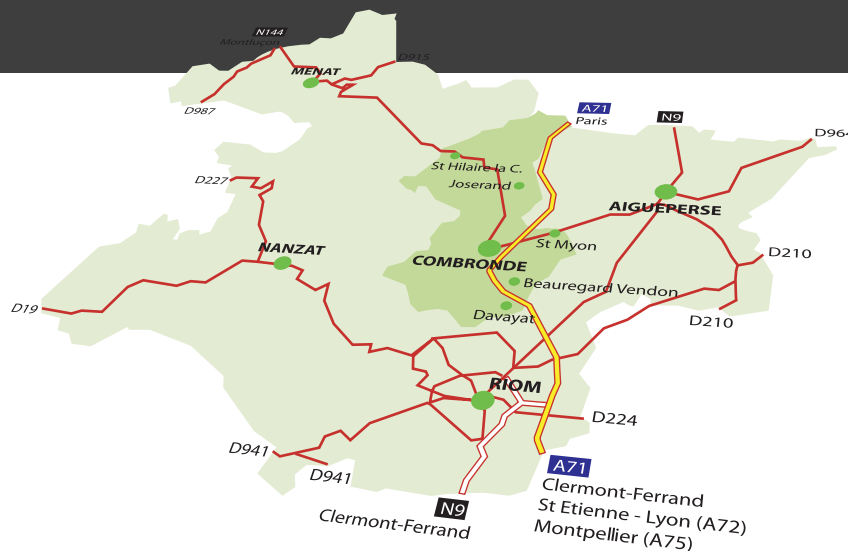 N144
Montluçon
D915
MENAT
D987
A71
Paris
N9
D964
St Hilaire la C.
Joserand
D227
AIGUEPERSE
NANZAT
St Myon
COMBRONDE
D210
Beauregard Vendon
D19
Davayat
D210
RIOM
D224
D941
D941
A71
Clermont-Ferrand
St Etienne - Lyon (A72)
Montpellier (A75)
N9
Clermont-Ferrand